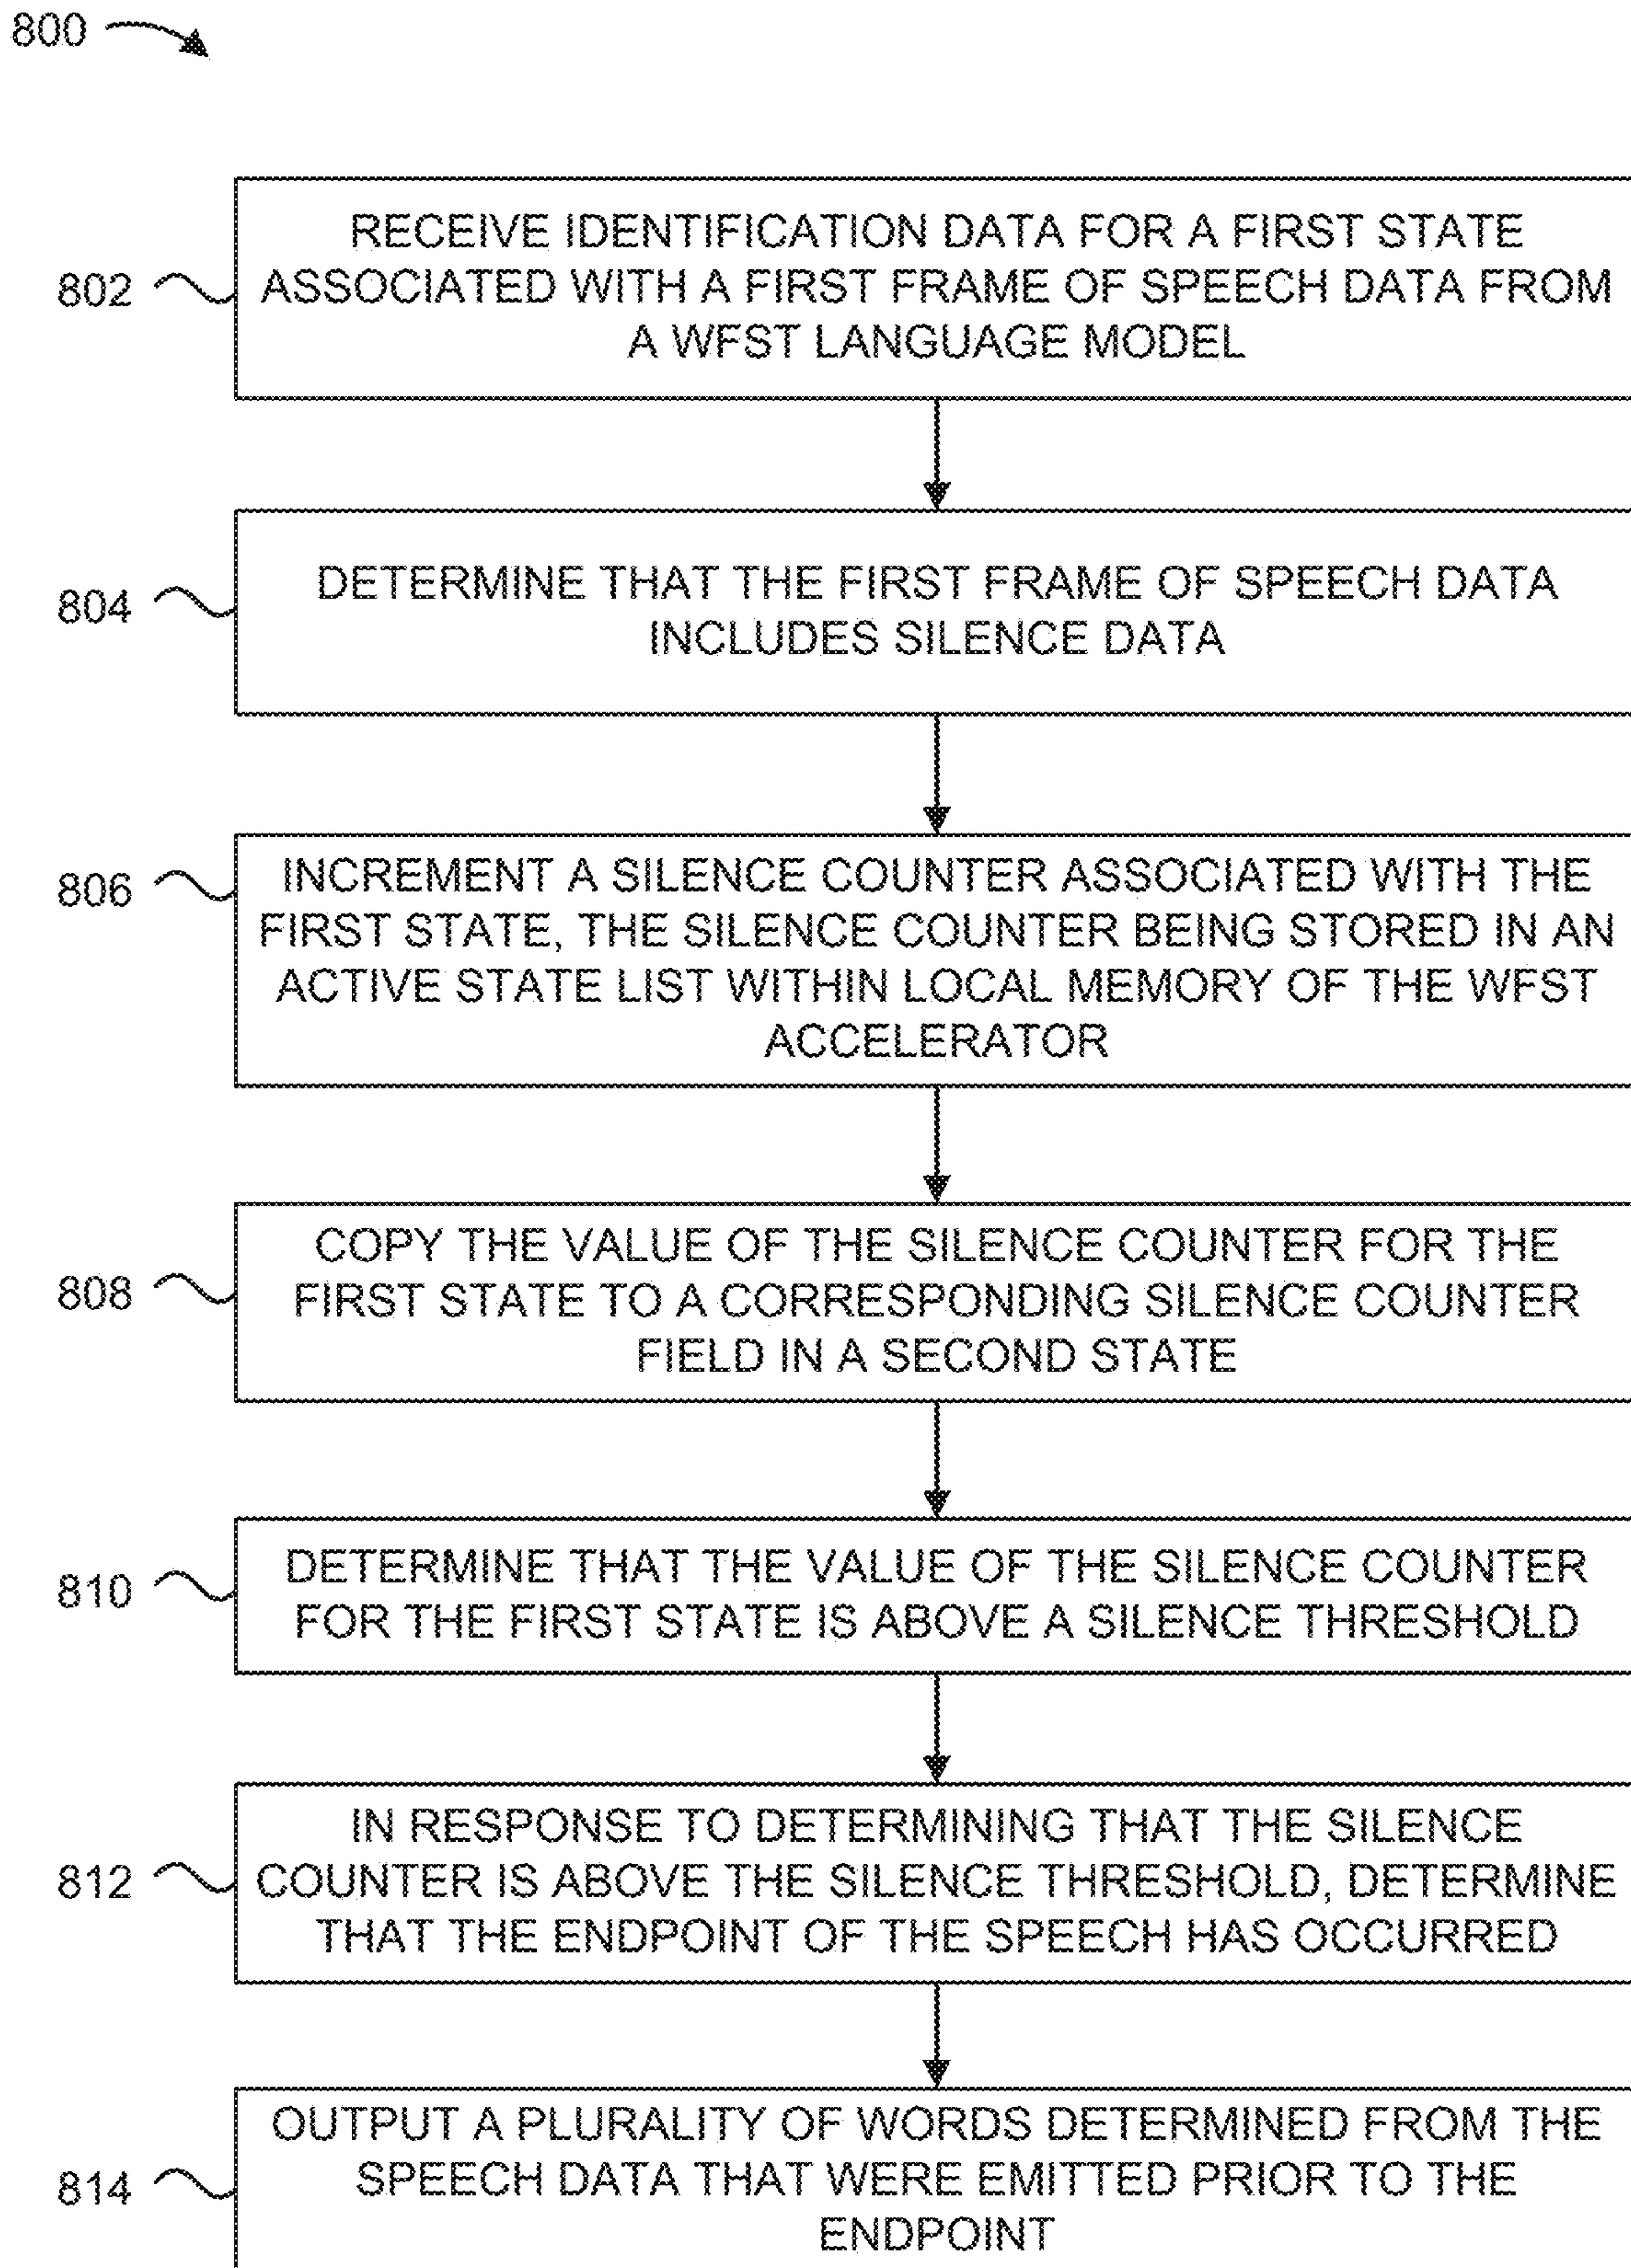 800
802
RECEIVE IDENTIFICATION DATA FOR A FIRST STATE
ASSOCIATED WITH A FIRST FRAME OF SPEECH DATA FROM
A WFST LANGUAGE MODEL
804
DETERMINE THAT THE FIRST FRAME OF SPEECH DATA
INCLUDES SILENCE DATA
806
INCREMENT A SILENCE COUNTER ASSOCIATED WITH THE
FIRST STATE, THE SILENCE COUNTER BEING STORED IN AN
ACTIVE STATE LIST WITHIN LOCAL MEMORY OF THE WFST
ACCELERATOR
808
COPY THE VALUE OF THE SILENCE COUNTER FOR THE
FIRST STATE TO A CORRESPONDING SILENCE COUNTER
FIELD IN A SECOND STATE
810
DETERMINE THAT THE VALUE OF THE SILENCE COUNTER
FOR THE FIRST STATE IS ABOVE A SILENCE THRESHOLD
812
IN RESPONSE TO DETERMINING THAT THE SILENCE
COUNTER IS ABOVE THE SILENCE THRESHOLD, DETERMINE
THAT THE ENDPOINT OF THE SPEECH HAS OCCURRED
814
OUTPUT A PLURALITY OF WORDS DETERMINED FROM THE
SPEECH DATA THAT WERE EMITTED PRIOR TO THE
ENDPOINT